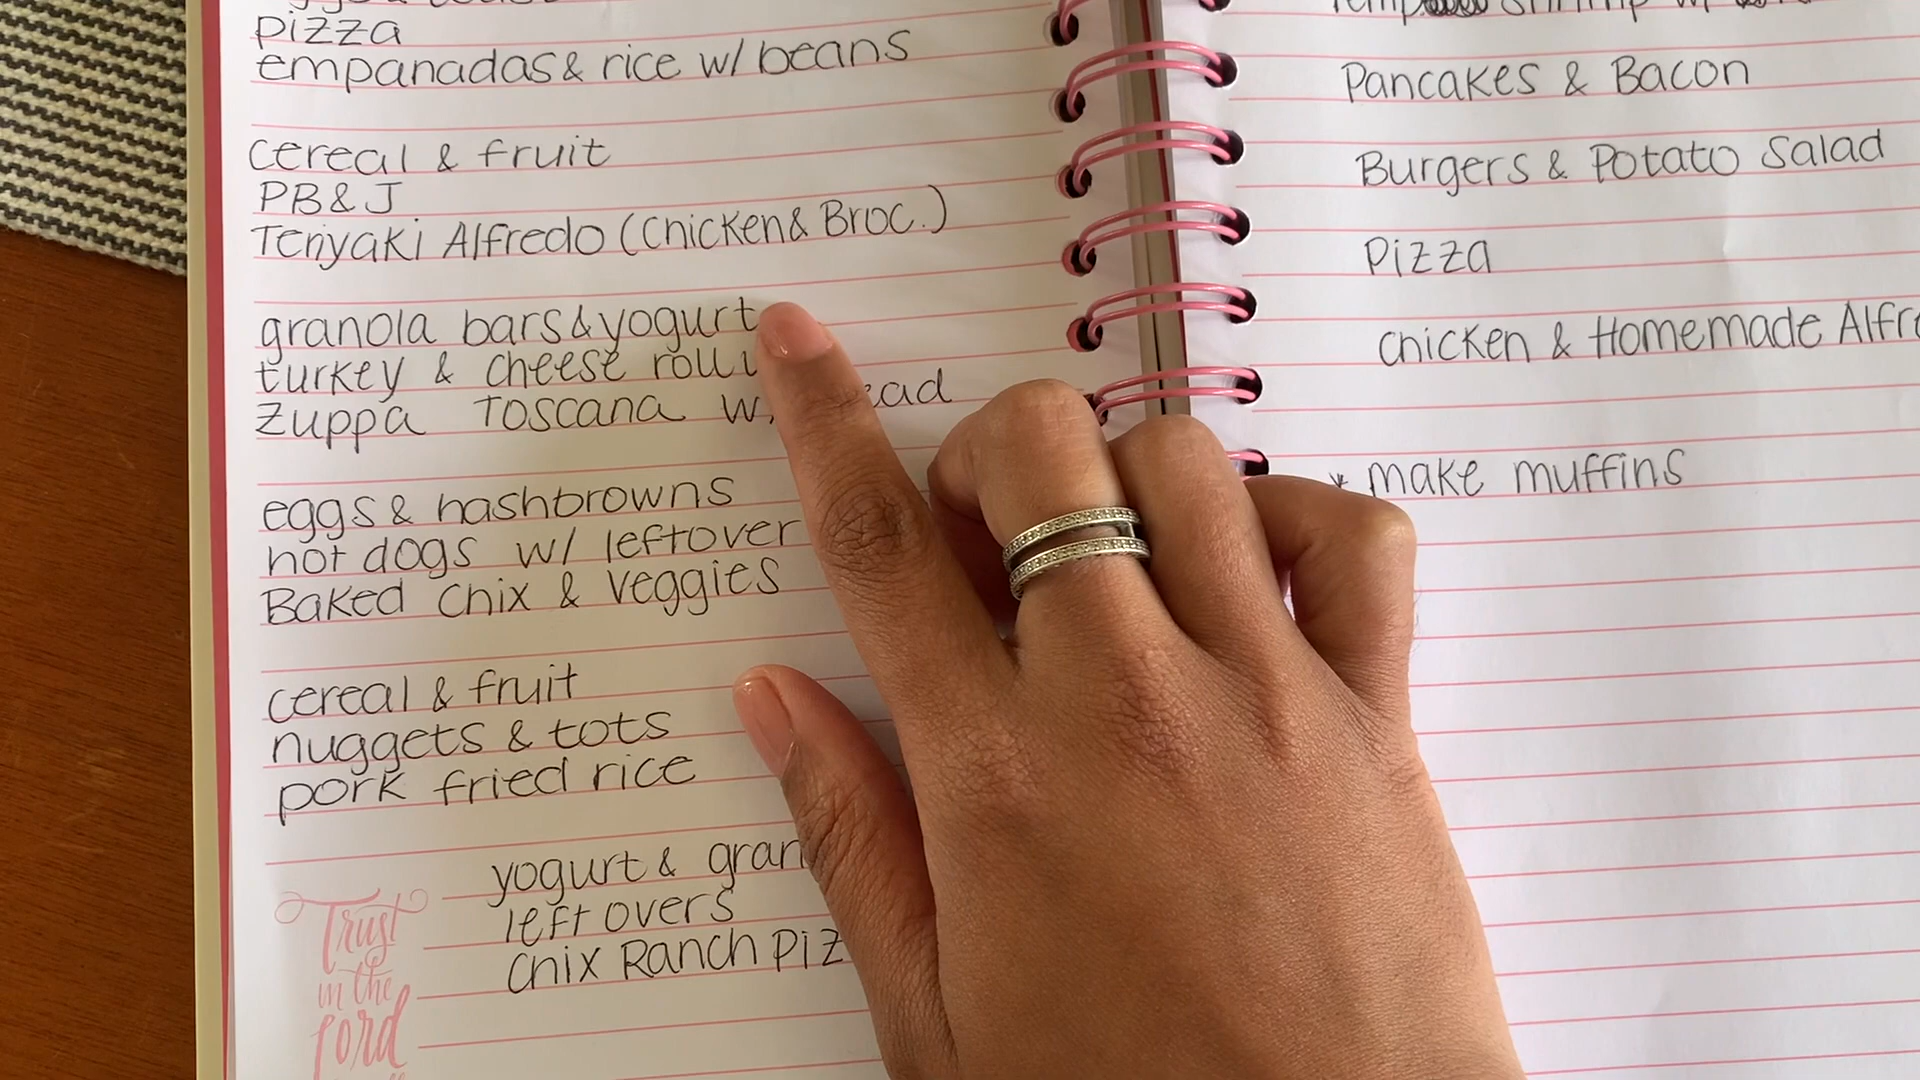 pizza
empanadas & rice w/ beans
cereal & fruit
PB & J
Teriyaki Alfredo (Chicken & Broc.)
granola bars & yogurt
turkey & cheese
Zuppa Toscana
eggs & hashbrowns
hot dogs w/ leftover
Baked Chix & Veggies
cereal & fruit
nuggets & tots
pork fried rice
yogurt &
leftovers
Chix Ranch
Trust
in the
Lord
Pancakes & Bacon
Burgers & Potato Salad
Pizza
Chicken & Homemade
* make muffins